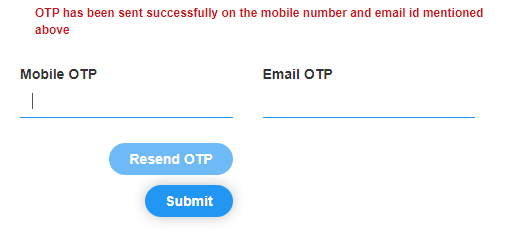 OTP has been sent successfully on the mobile number and email id mentioned
above
Mobile OTP
Email OTP
Resend OTP
Submit